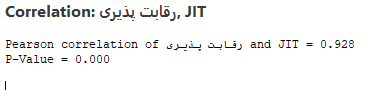 Correlation: رقابت پذیری, JIT
Pearson correlation of رقابت پذیری and JIT = 0.928
P-Value = 0.000